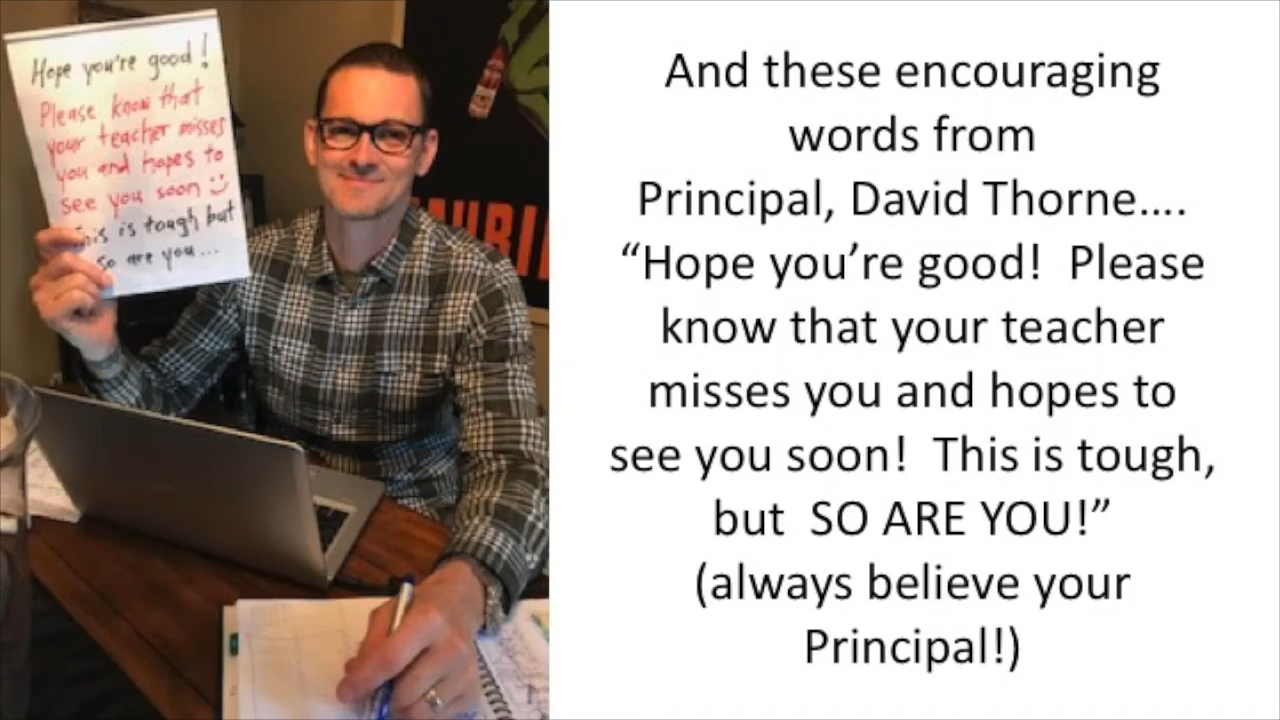 Hope you're good!
Please know that
your teacher misses
you and hopes to
see you soon :)
This is tough but
so are you...
And these encouraging
words from
Principal, David Thorne....
“Hope you’re good!  Please
know that your teacher
misses you and hopes to
see you soon!  This is tough,
but  SO ARE YOU!”
(always believe your
Principal!)